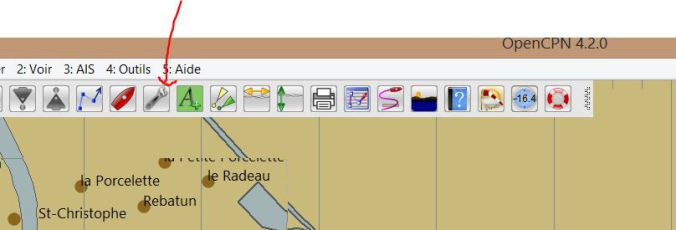 OpenCPN 4.2.0
er 2: Voir 3: AIS 4: Outils 5: Aide
A
?
-16.4
la Petite Porcelette
la Porcelette
le Radeau
Rebatun
St-Christophe